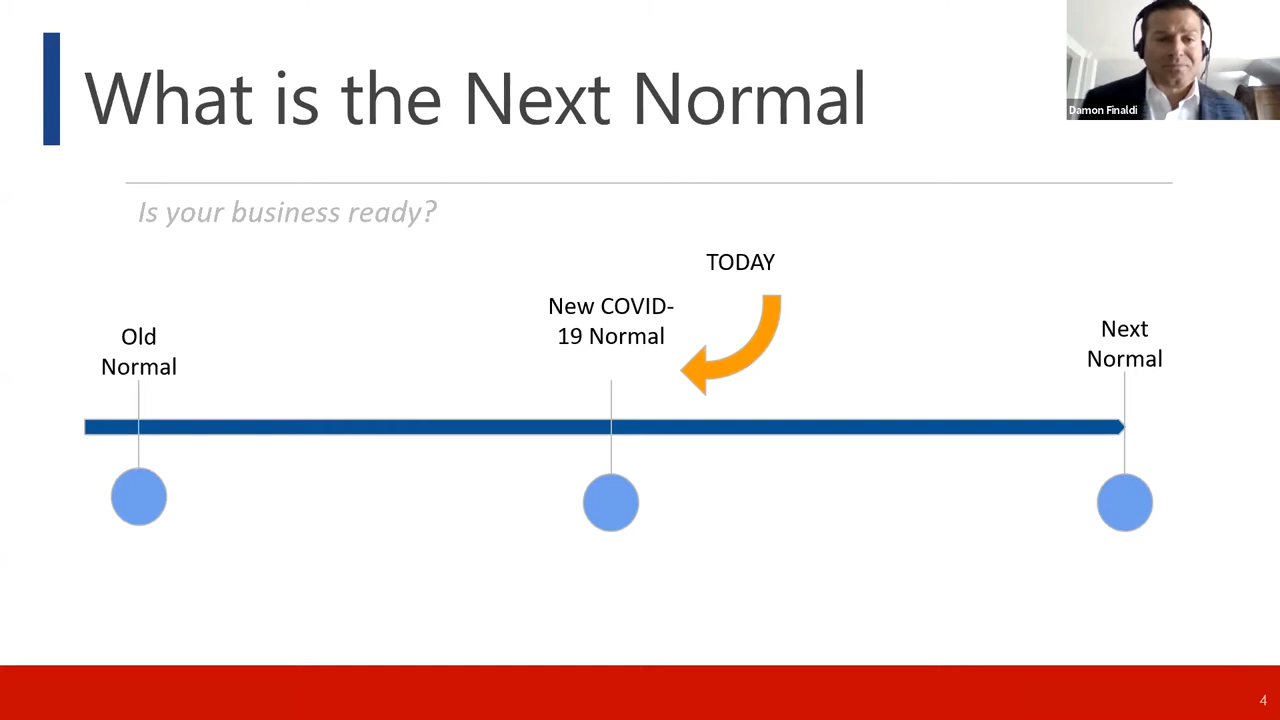 What is the Next Normal
Damon Finaldi
Is your business ready?
TODAY
New COVID-
19 Normal
Old
Normal
Next
Normal
4